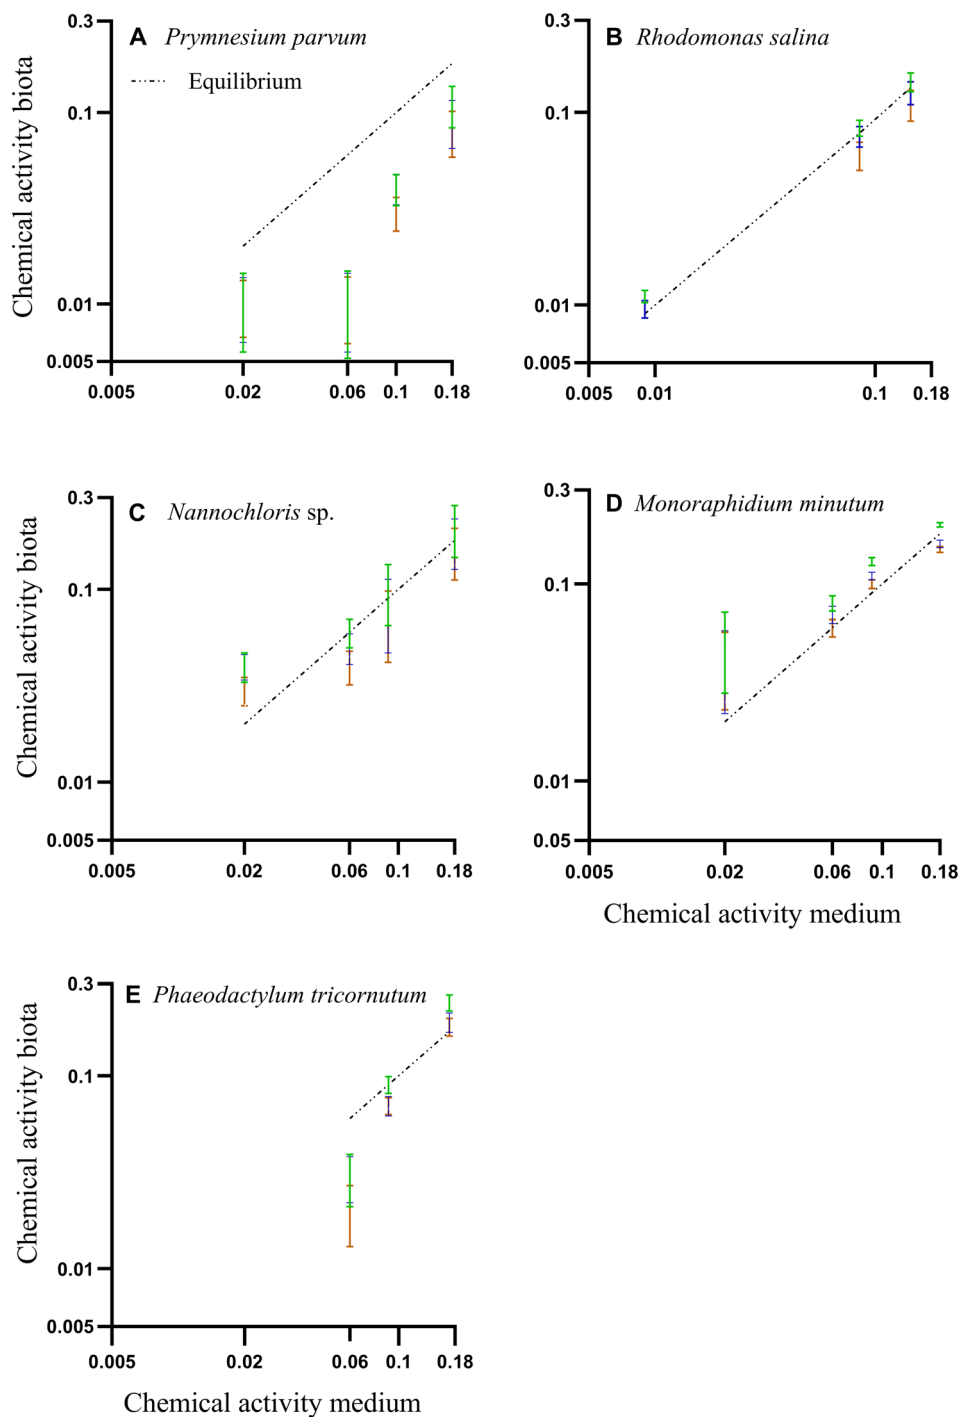 A Prymnesium parvum
Equilibrium
Chemical activity biota
0.3
0.1
0.01
0.005
0.005 0.02 0.06 0.1 0.18
B Rhodomonas salina
0.3
0.1
0.01
0.005
0.005 0.01 0.1 0.18
C Nannochloris sp.
Chemical activity biota
0.3
0.1
0.01
0.005
0.005 0.02 0.06 0.1 0.18
D Monoraphidium minutum
0.3
0.1
0.01
0.05
0.005 0.02 0.06 0.1 0.18
Chemical activity medium
E Phaeodactylum tricornutum
Chemical activity biota
0.3
0.1
0.01
0.005
0.005 0.02 0.06 0.1 0.18
Chemical activity medium